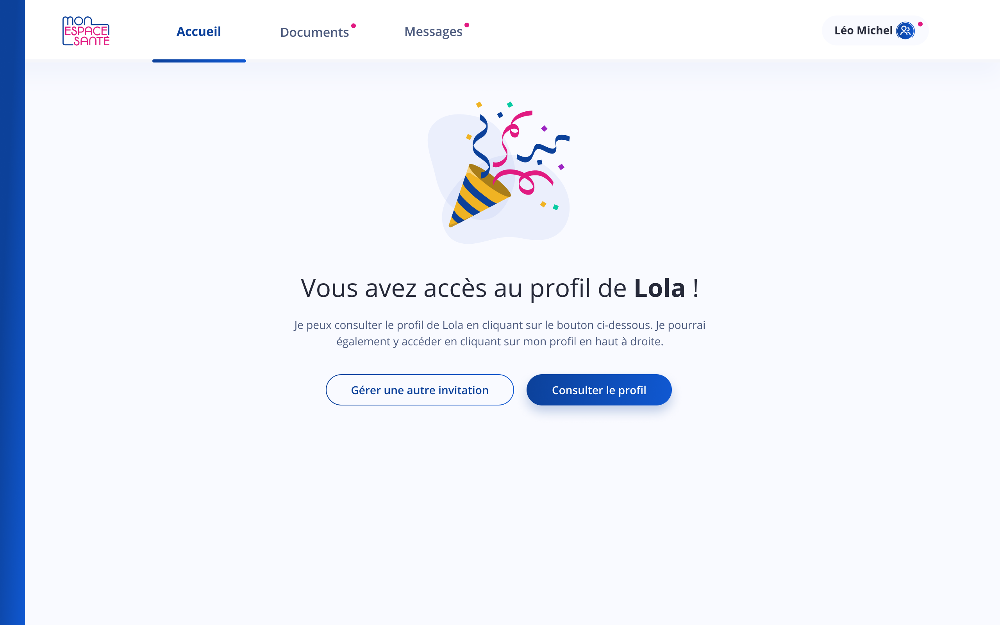 mon
ESPACE
SANTÉ
Accueil
Documents
Messages
Léo Michel
Vous avez accès au profil de Lola !
Je peux consulter le profil de Lola en cliquant sur le bouton ci-dessous. Je pourrai
également y accéder en cliquant sur mon profil en haut à droite.
Gérer une autre invitation
Consulter le profil